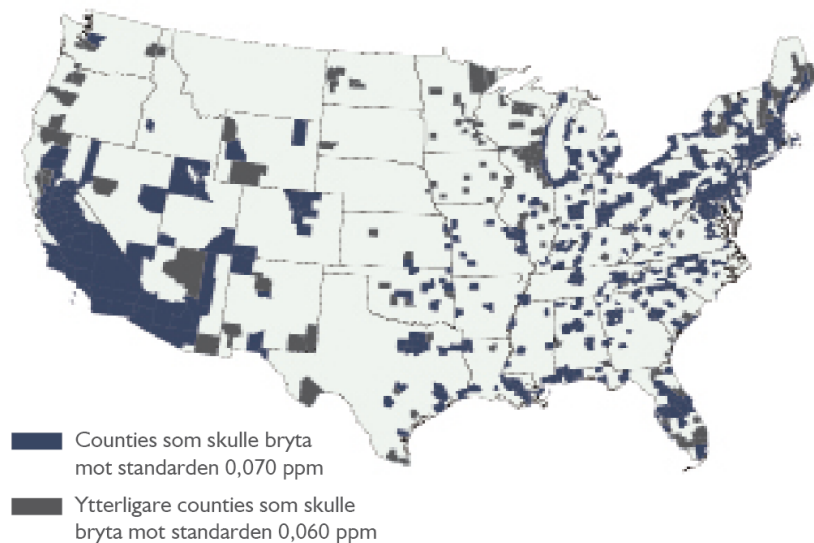 Counties som skulle bryta
mot standarden 0,070 ppm
Ytterligare counties som skulle
bryta mot standarden 0,060 ppm